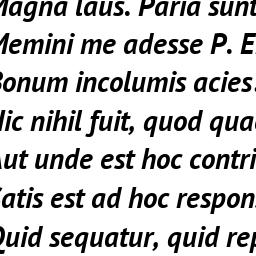 Magna laus. Paria sunt
Memini me adesse P. E
Bonum incolumis acies
Hic nihil fuit, quod qua
Aut unde est hoc contri
Satis est ad hoc respon
Quid sequatur, quid rep